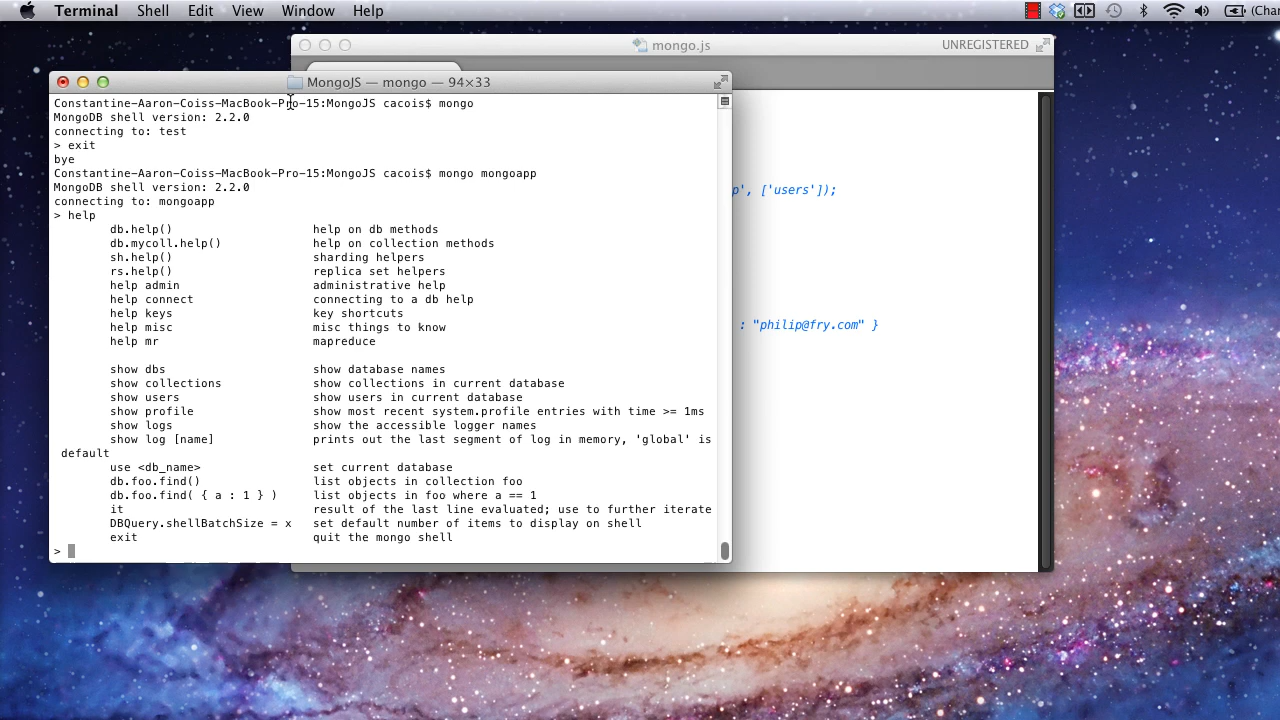 Terminal Shell Edit View Window Help (Char
mongo.js UNREGISTERED
MongoJS — mongo — 94×33
Constantine-Aaron-Coiss-MacBook-Pro-15:MongoJS cacois$ mongo
MongoDB shell version: 2.2.0
connecting to: test
> exit
bye
Constantine-Aaron-Coiss-MacBook-Pro-15:MongoJS cacois$ mongo mongoapp
MongoDB shell version: 2.2.0
connecting to: mongoapp
> help
db.help() help on db methods
db.mycoll.help() help on collection methods
sh.help() sharding helpers
rs.help() replica set helpers
help admin administrative help
help connect connecting to a db help
help keys key shortcuts
help misc misc things to know
help mr mapreduce
show dbs show database names
show collections show collections in current database
show users show users in current database
show profile show most recent system.profile entries with time >= 1ms
show logs show the accessible logger names
show log [name] prints out the last segment of log in memory, 'global' is
default
use <db_name> set current database
db.foo.find() list objects in collection foo
db.foo.find( { a : 1 } ) list objects in foo where a == 1
it result of the last line evaluated; use to further iterate
DBQuery.shellBatchSize = x set default number of items to display on shell
exit quit the mongo shell
>
p', ['users']);
: "philip@fry.com" }